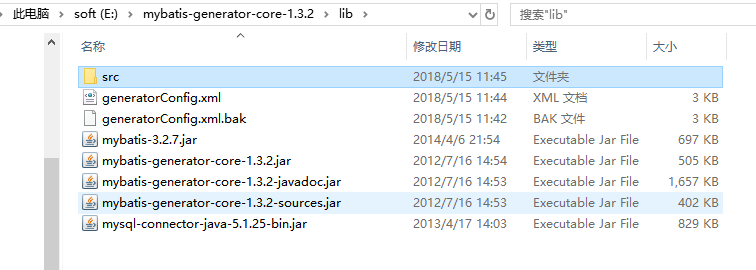 此电脑 > soft (E:) > mybatis-generator-core-1.3.2 > lib > 搜索"lib"
名称 修改日期 类型 大小
src 2018/5/15 11:45 文件夹
generatorConfig.xml 2018/5/15 11:44 XML 文档 3 KB
generatorConfig.xml.bak 2018/5/15 11:42 BAK 文件 3 KB
mybatis-3.2.7.jar 2014/4/6 21:54 Executable Jar File 697 KB
mybatis-generator-core-1.3.2.jar 2012/7/16 14:54 Executable Jar File 505 KB
mybatis-generator-core-1.3.2-javadoc.jar 2012/7/16 14:53 Executable Jar File 1,657 KB
mybatis-generator-core-1.3.2-sources.jar 2012/7/16 14:53 Executable Jar File 402 KB
mysql-connector-java-5.1.25-bin.jar 2013/4/17 14:03 Executable Jar File 829 KB